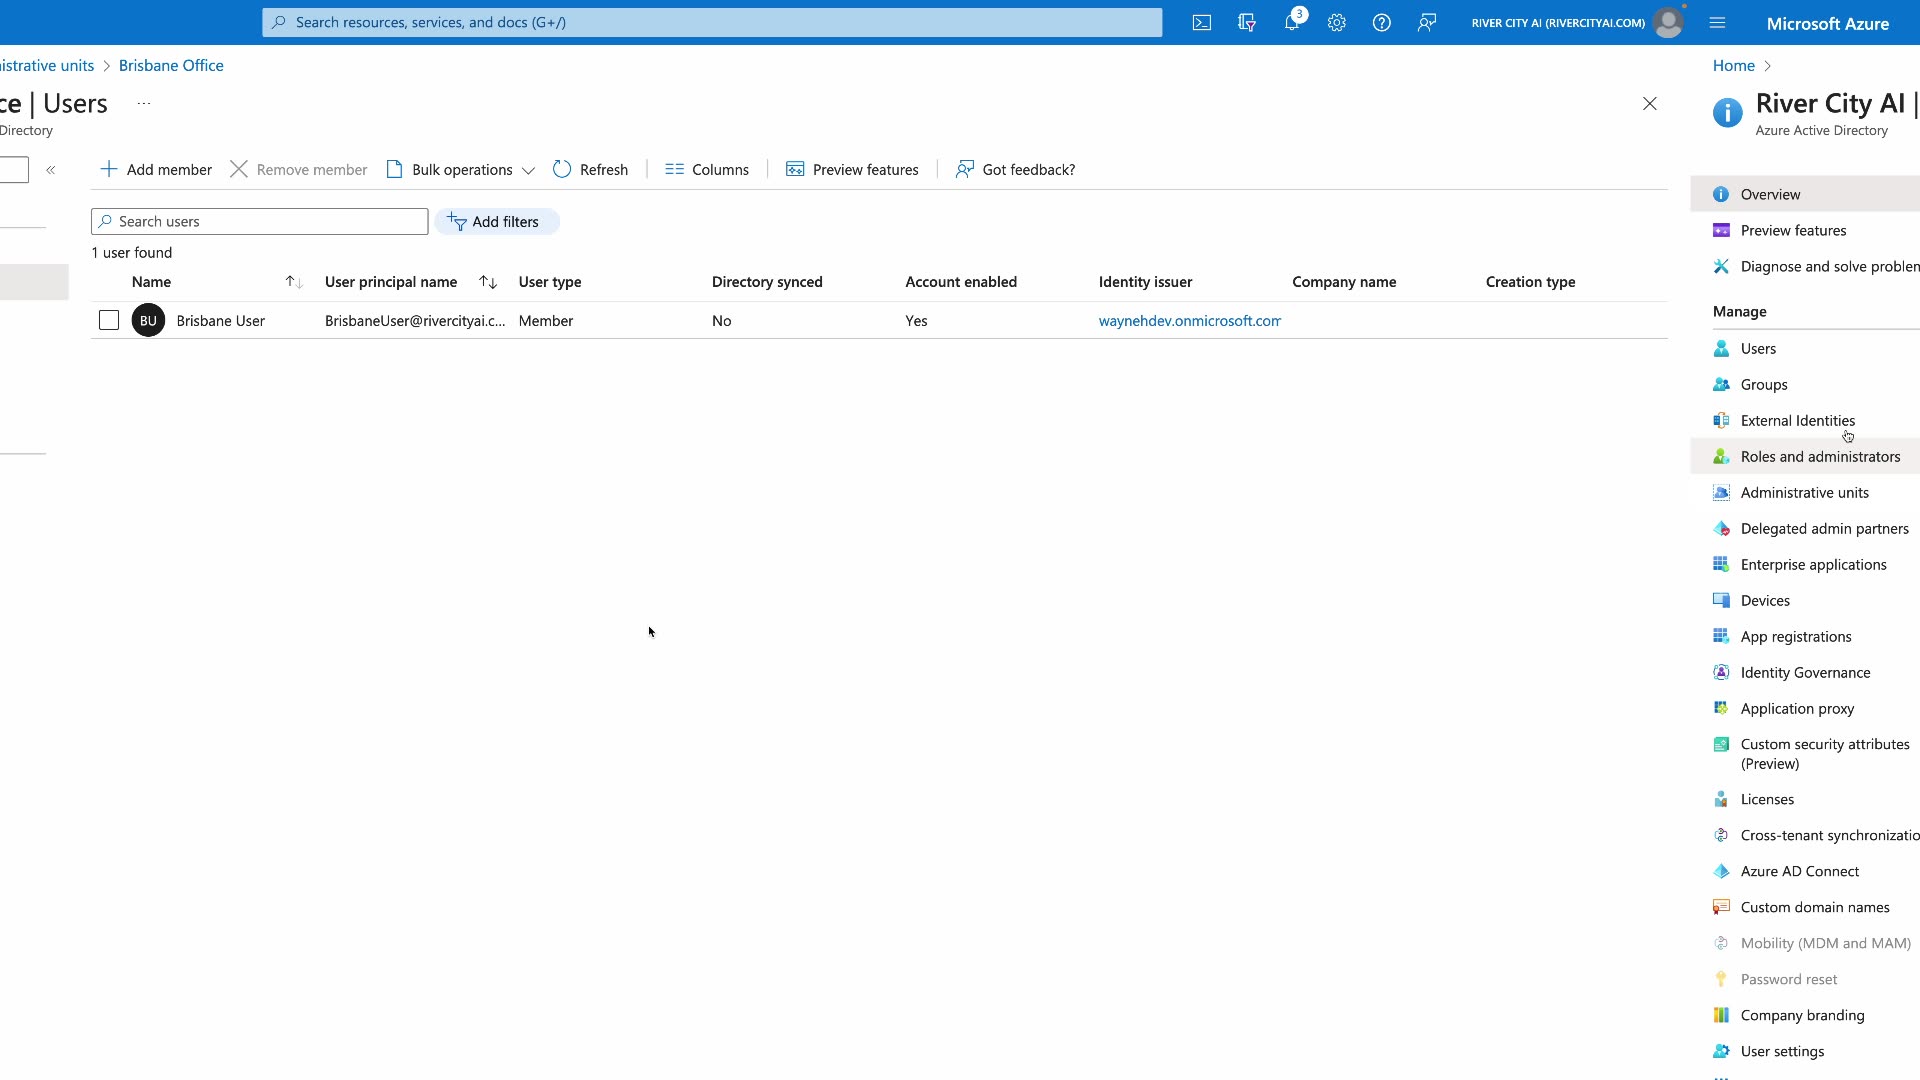 Search resources, services, and docs (G+/)
3
RIVER CITY AI (RIVERCITYAI.COM)
Microsoft Azure
istrative units > Brisbane Office
ce | Users ...
Directory
«
Add member
Remove member
Bulk operations
Refresh
Columns
Preview features
Got feedback?
Search users
Add filters
1 user found
Name User principal name User type Directory synced Account enabled Identity issuer Company name Creation type
BU Brisbane User BrisbaneUser@rivercityai.c... Member No Yes waynehdev.onmicrosoft.com
Home >
River City AI |
Azure Active Directory
Overview
Preview features
Diagnose and solve problen
Manage
Users
Groups
External Identities
Roles and administrators
Administrative units
Delegated admin partners
Enterprise applications
Devices
App registrations
Identity Governance
Application proxy
Custom security attributes
(Preview)
Licenses
Cross-tenant synchronizatio
Azure AD Connect
Custom domain names
Mobility (MDM and MAM)
Password reset
Company branding
User settings